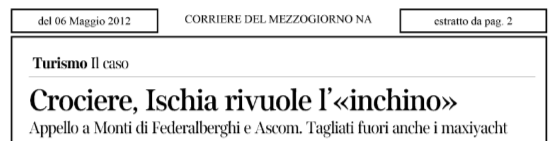 del 06 Maggio 2012
CORRIERE DEL MEZZOGIORNO NA
estratto da pag. 2
Turismo Il caso
Crociere, Ischia rivuole l'«inchino»
Appello a Monti di Federalberghi e Ascom. Tagliati fuori anche i maxiyacht